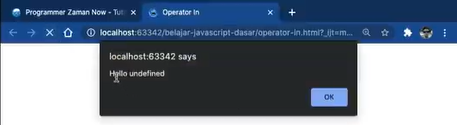 Programmer Zaman Now - Tuto
Operator In
localhost:63342/belajar-javascript-dasar/operator-in.html?_ijt=m...
localhost:63342 says
Hello undefined
OK